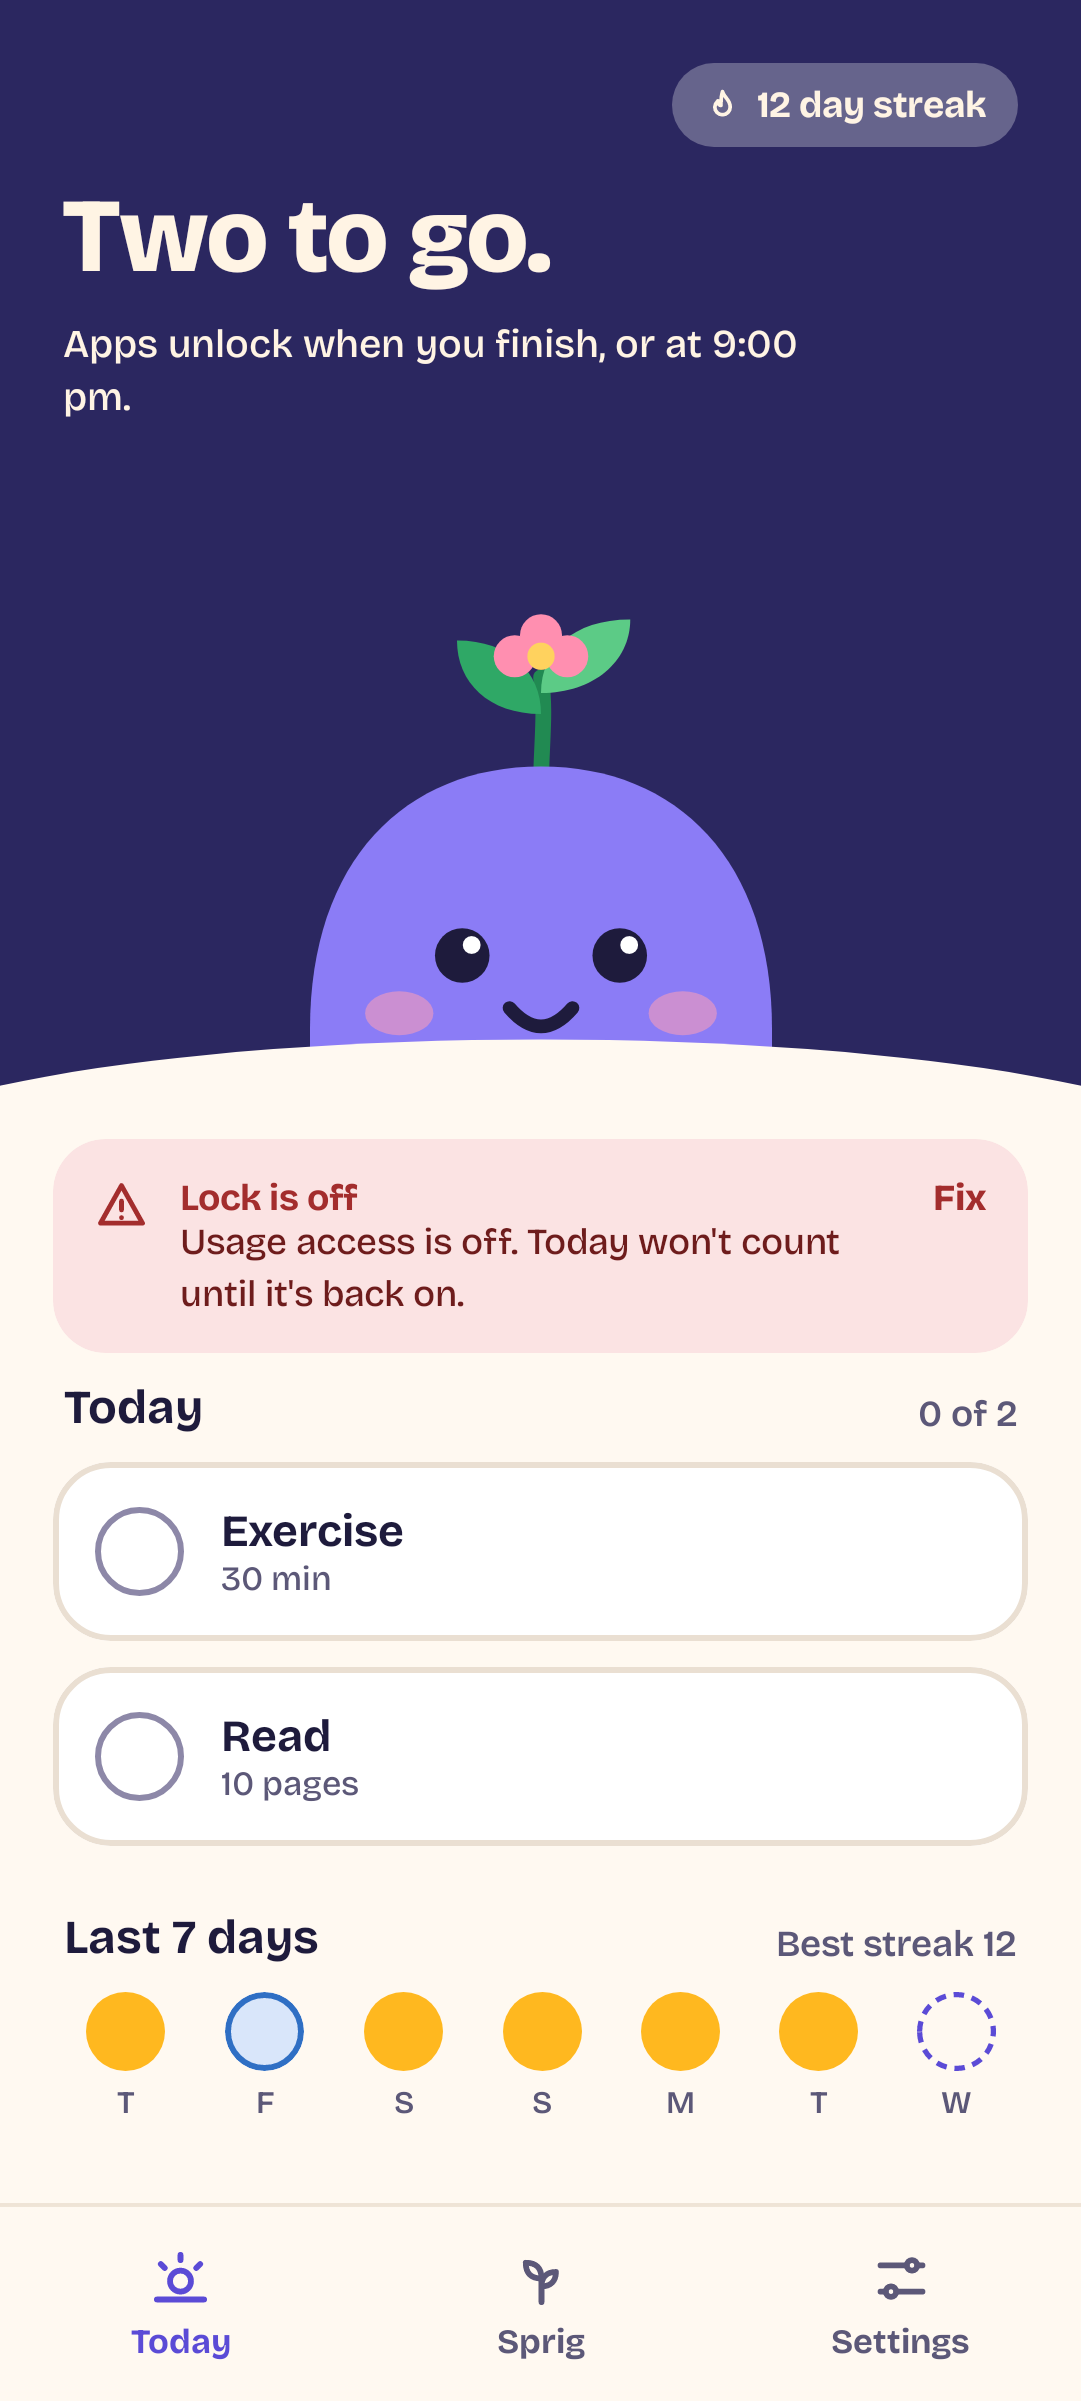 12 day streak
Two to go.
Apps unlock when you finish, or at 9:00
pm.
Lock is off
Fix
Usage access is off. Today won't count
until it's back on.
Today
0 of 2
Exercise
30 min
Read
10 pages
Last 7 days
Best streak 12
T F S S M T W
Today Sprig Settings